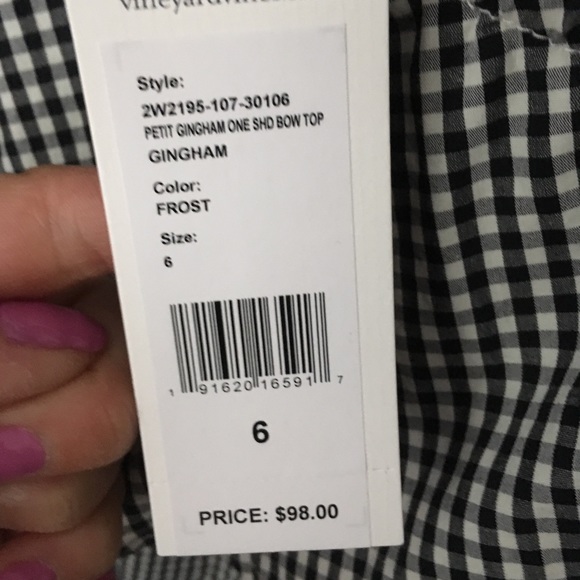 Style:
2W2195-107-30106
PETIT GINGHAM ONE SHD BOW TOP
GINGHAM
Color:
FROST
Size:
6
1 91620 16591 7
6
PRICE: $98.00